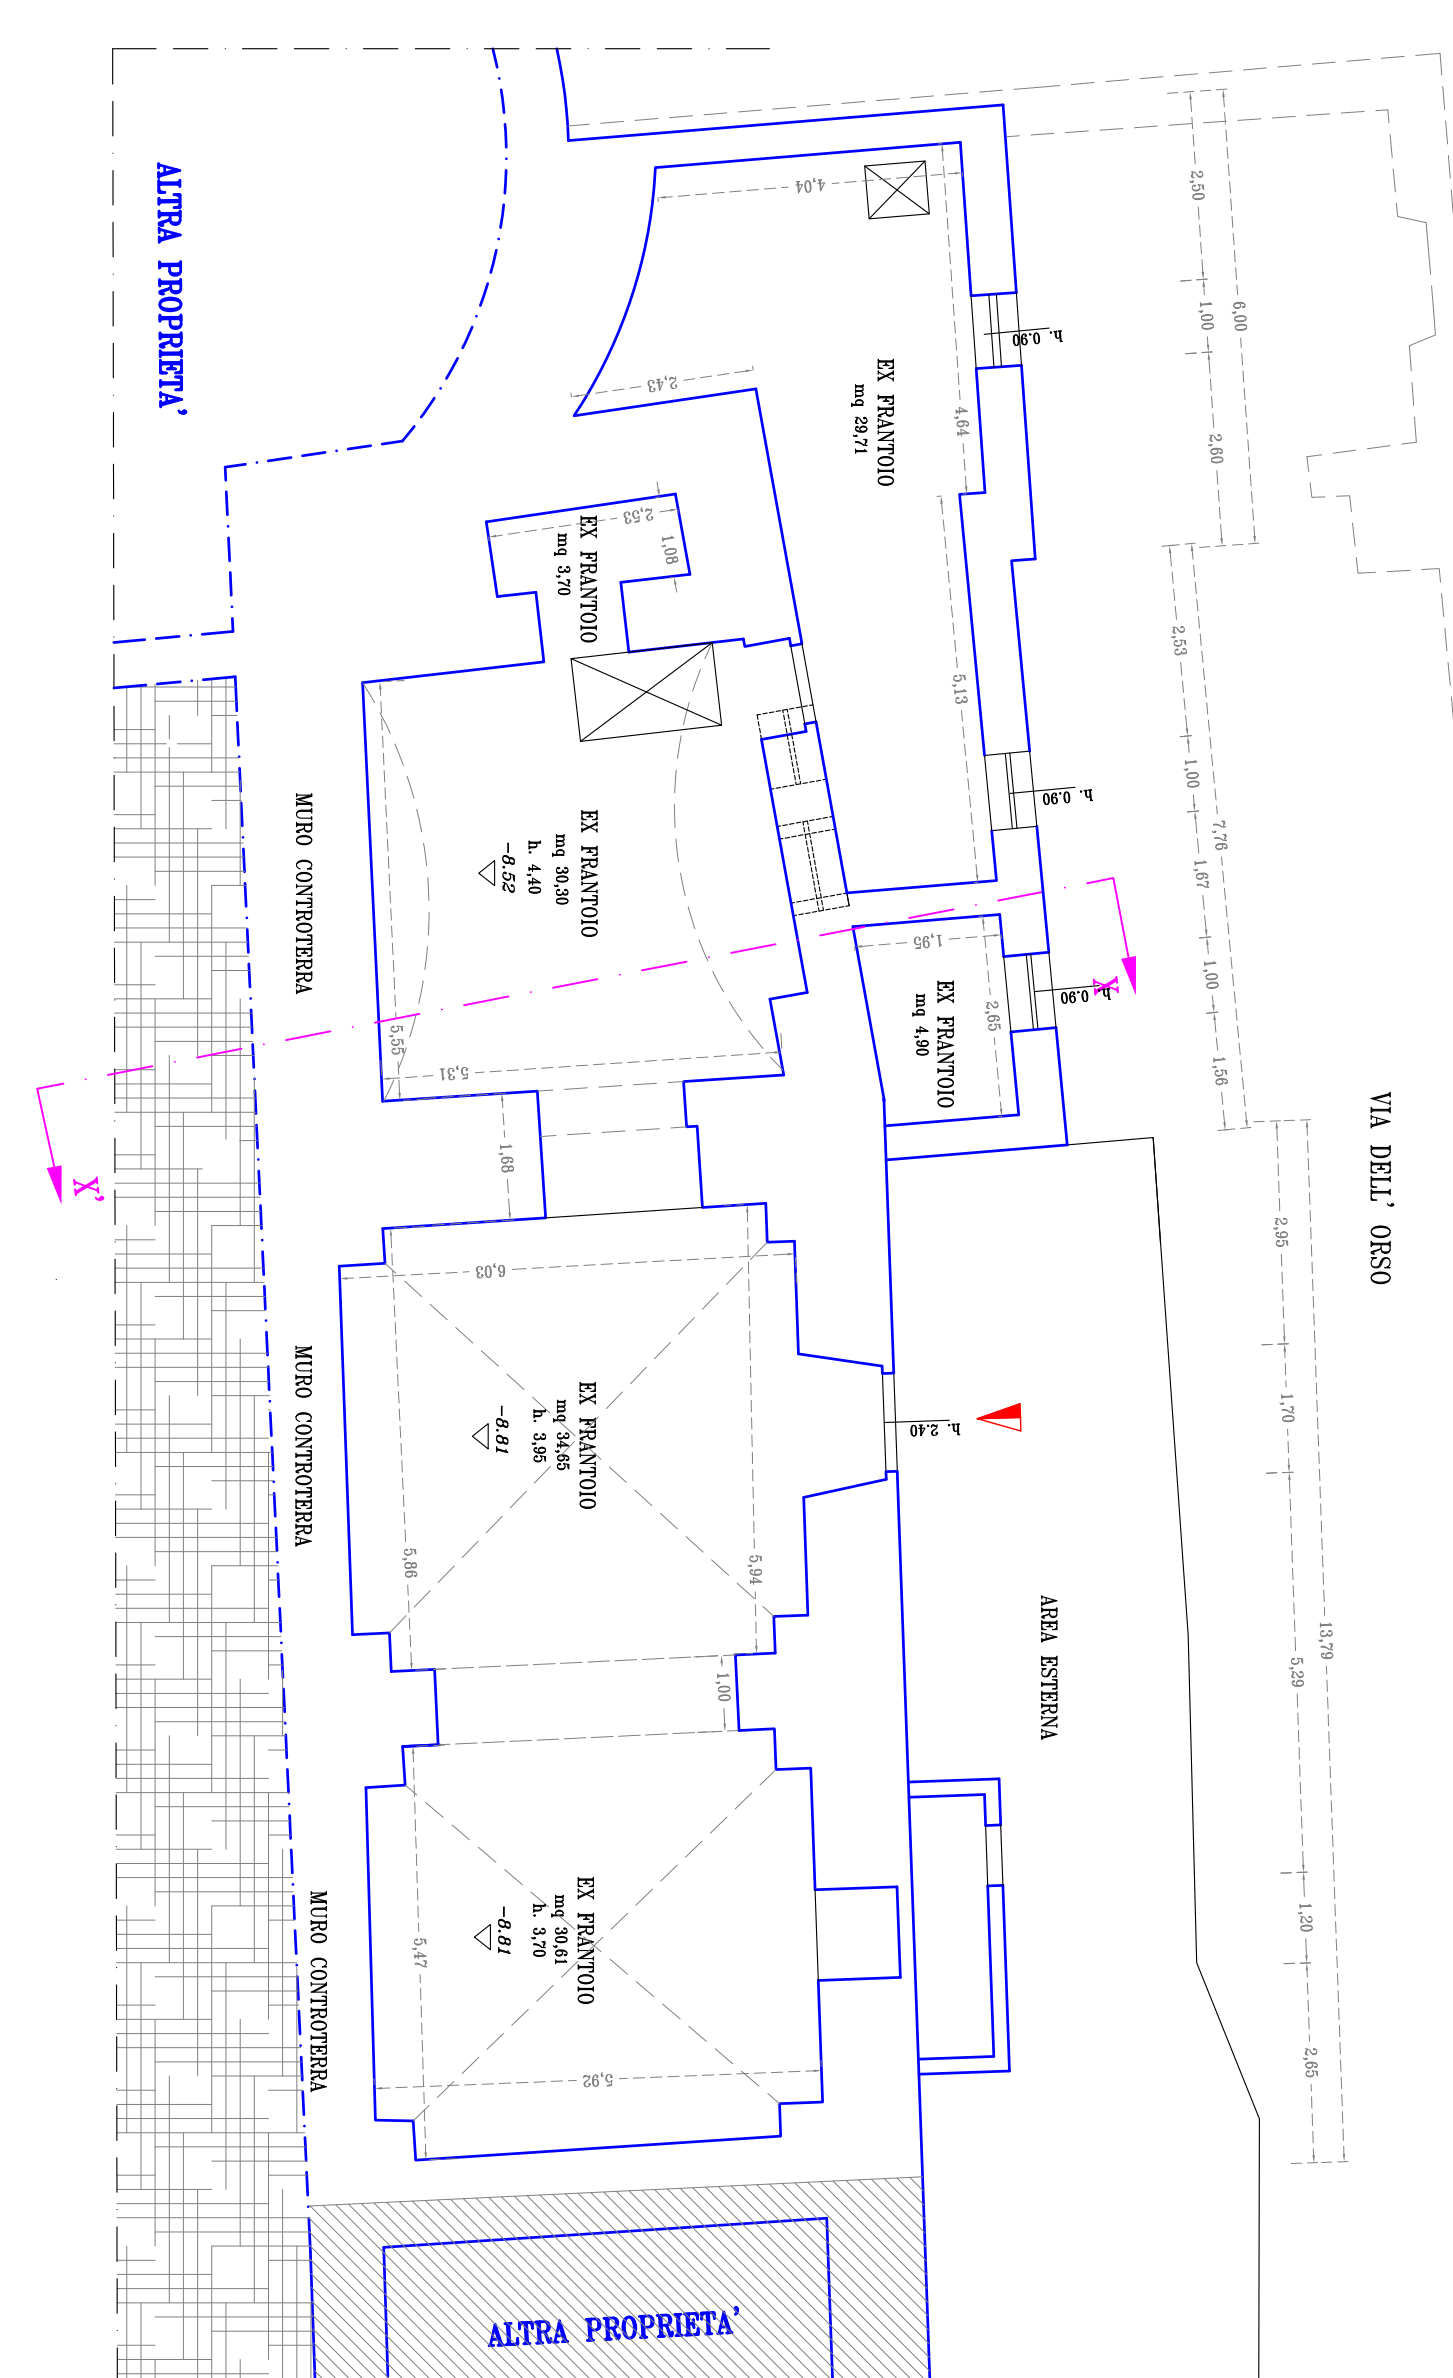 ALTRA PROPRIETA'
VIA DELL' ORSO
AREA ESTERNA
EX FRANTOIO
mq 29,71
EX FRANTOIO
mq 3,70
EX FRANTOIO
mq 30,30
h. 4,40
-8.52
EX FRANTOIO
mq 4,90
EX FRANTOIO
mq 34,65
h. 3,95
-8.81
EX FRANTOIO
mq 30,61
h. 3,70
-8.81
MURO CONTROTERRA
MURO CONTROTERRA
MURO CONTROTERRA
ALTRA PROPRIETA'
X
X'
h. 0.90
h. 0.90
h. 0.90
h. 2.40
4,04
2,43
4,64
5,13
2,53
1,08
1,95
2,65
5,55
5,31
1,68
6,03
5,86
5,94
1,00
5,47
5,92
2,50
1,00
2,60
6,00
2,53
1,00
1,67
1,00
1,56
7,76
2,95
1,70
5,29
1,20
2,65
13,79